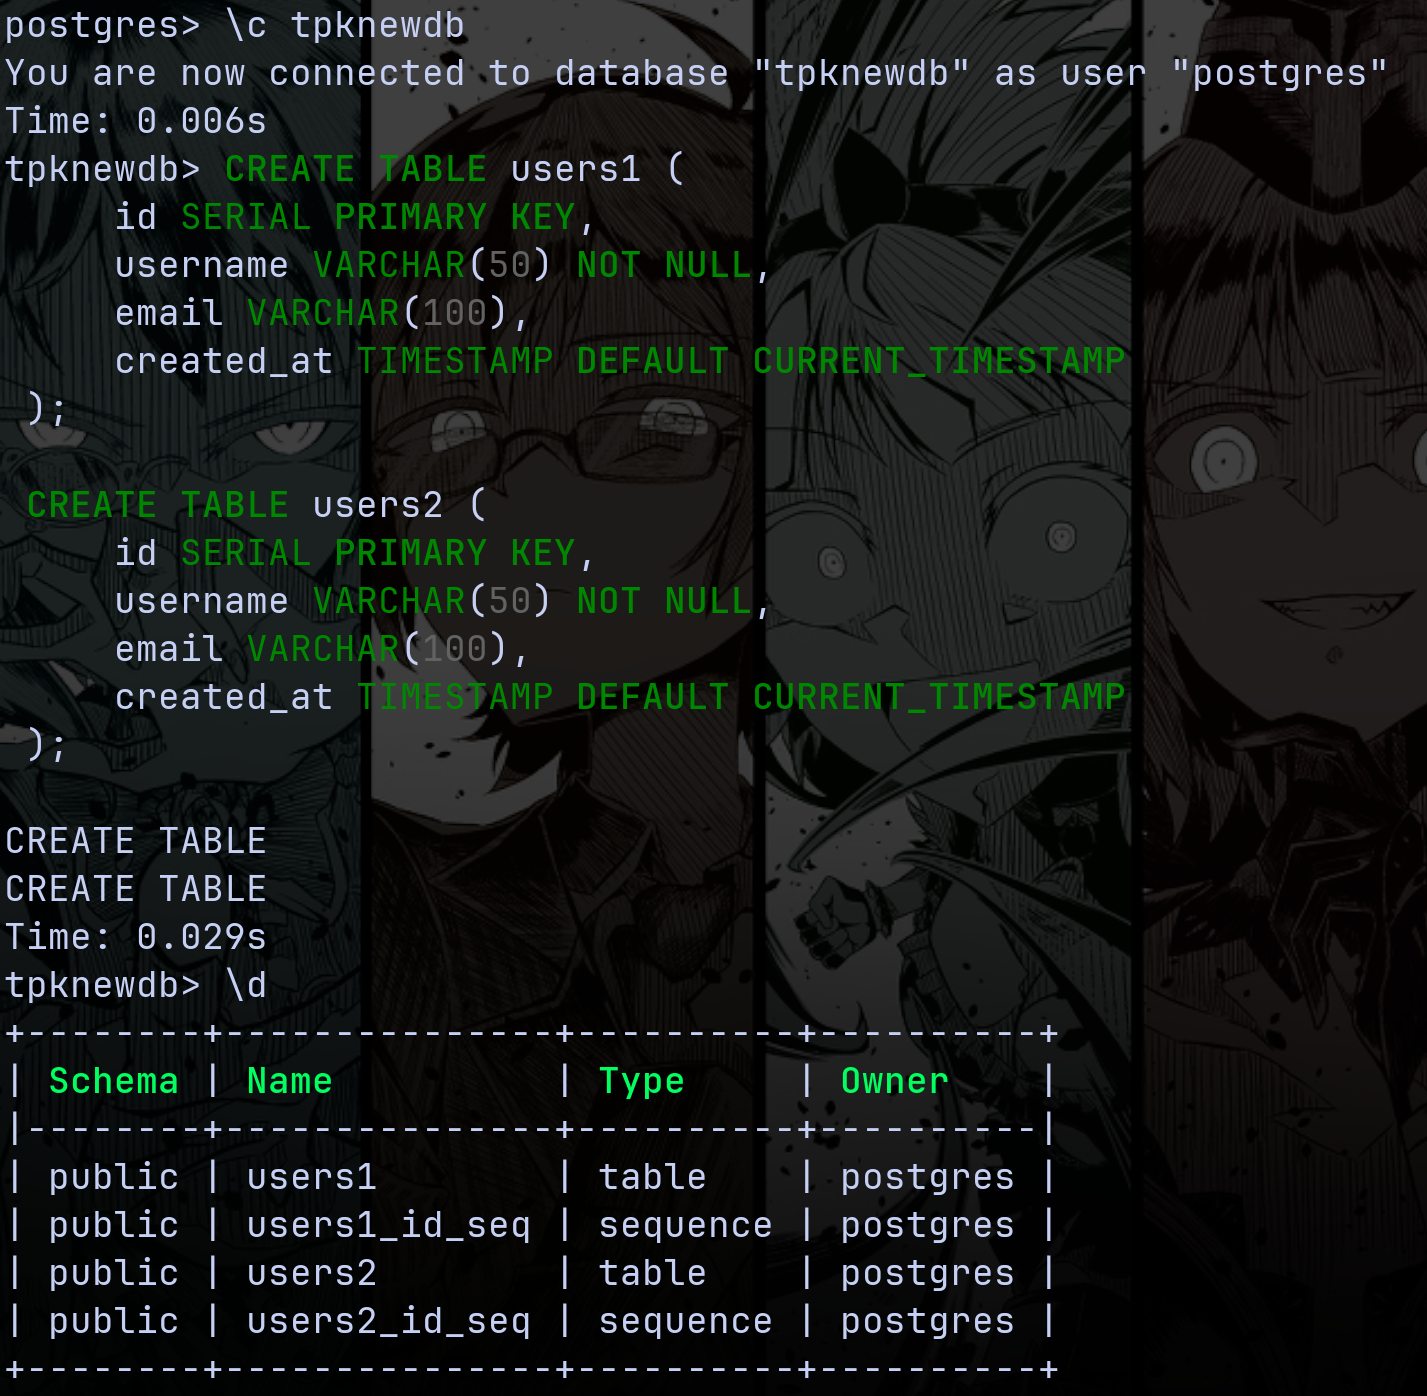 postgres> \c tpknewdb
You are now connected to database "tpknewdb" as user "postgres"
Time: 0.006s
tpknewdb> CREATE TABLE users1 (
     id SERIAL PRIMARY KEY,
     username VARCHAR(50) NOT NULL,
     email VARCHAR(100),
     created_at TIMESTAMP DEFAULT CURRENT_TIMESTAMP
 );
 CREATE TABLE users2 (
     id SERIAL PRIMARY KEY,
     username VARCHAR(50) NOT NULL,
     email VARCHAR(100),
     created_at TIMESTAMP DEFAULT CURRENT_TIMESTAMP
 );
CREATE TABLE
CREATE TABLE
Time: 0.029s
tpknewdb> \d
+--------+---------------+----------+----------+
| Schema | Name          | Type     | Owner    |
|--------+---------------+----------+----------|
| public | users1        | table    | postgres |
| public | users1_id_seq | sequence | postgres |
| public | users2        | table    | postgres |
| public | users2_id_seq | sequence | postgres |
+--------+---------------+----------+----------+